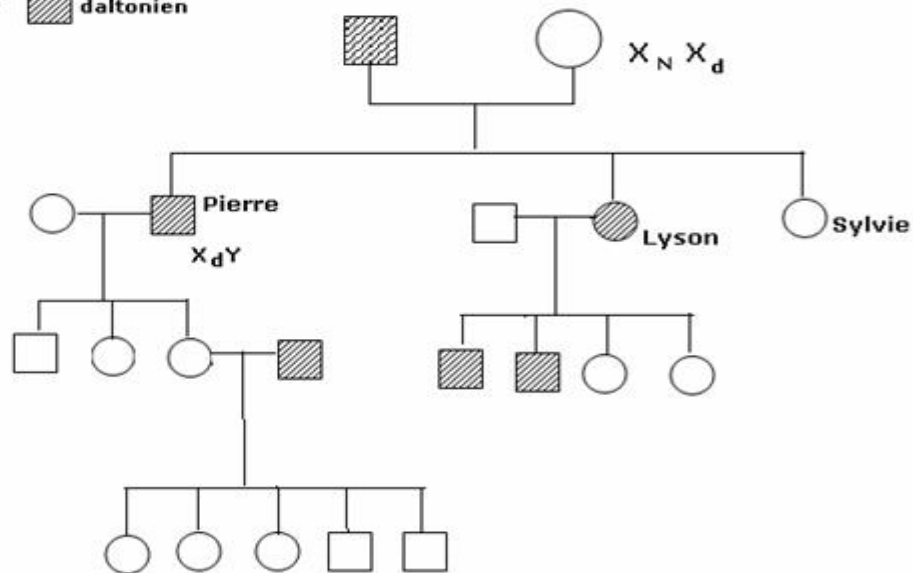 daltonien
X N X d
Pierre
X d Y
Lyson
Sylvie